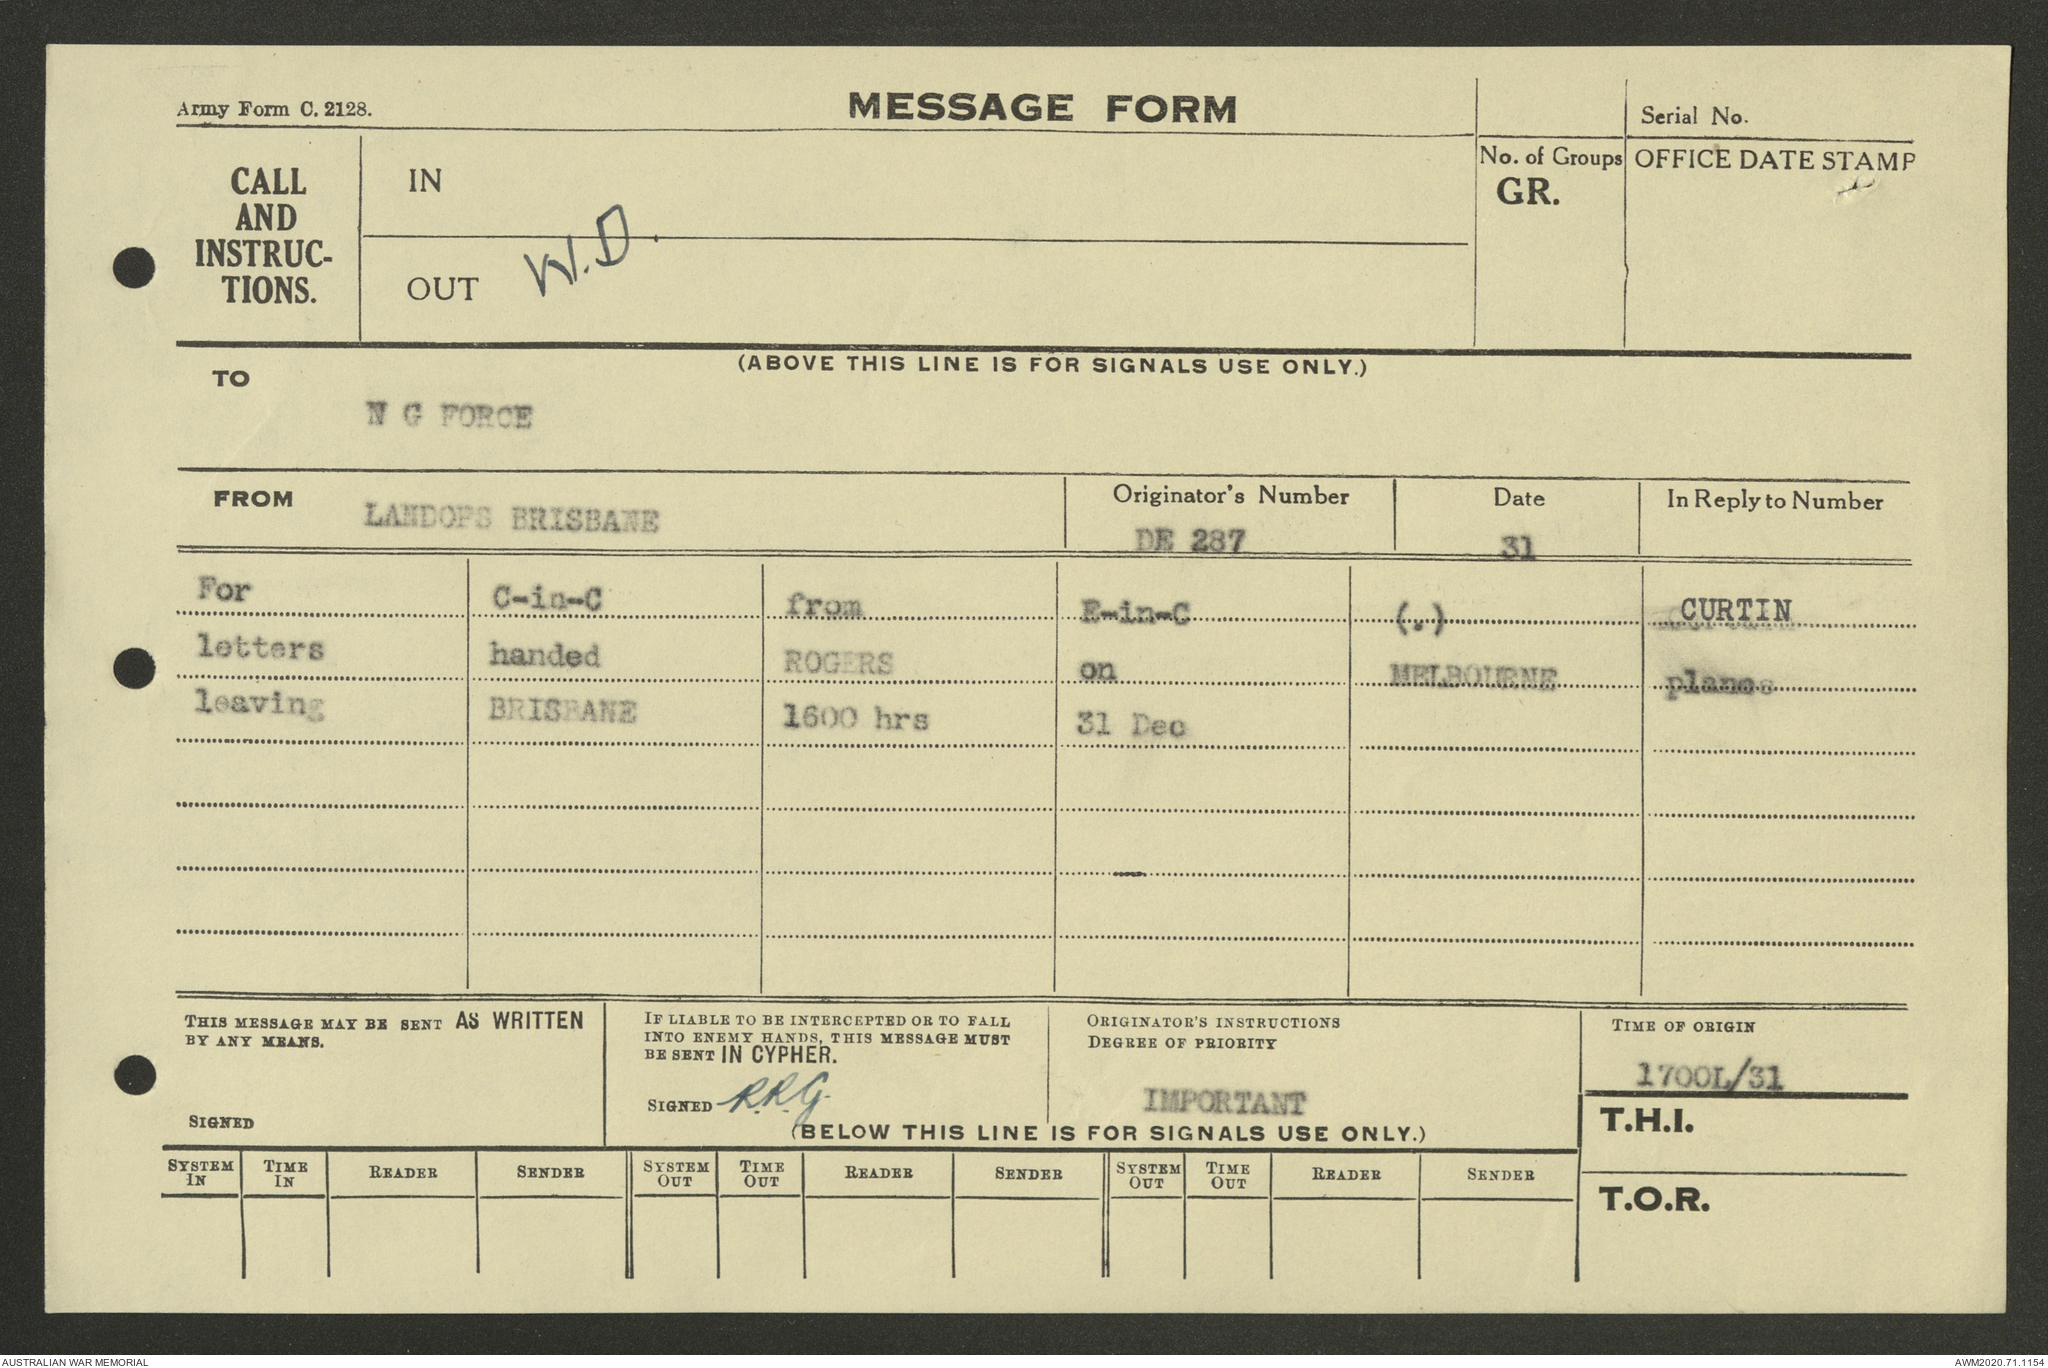 Army Form C. 2128.
MESSAGE FORM
Serial No.
CALL
AND
INSTRUC-
TIONS.
IN
OUT
W.D.
No. of Groups
GR.
OFFICE DATE STAMP
(ABOVE THIS LINE IS FOR SIGNALS USE ONLY.)
TO
N G FORCE
FROM
LANDOPS BRISBANE
Originator's Number
DE 287
Date
31
In Reply to Number
For C-in-C from E-in-C (.) CURTIN
letters handed ROGERS on MELBOURNE planes
leaving BRISBANE 1600 hrs 31 Dec
THIS MESSAGE MAY BE SENT AS WRITTEN
BY ANY MEANS.
SIGNED
IF LIABLE TO BE INTERCEPTED OR TO FALL
INTO ENEMY HANDS, THIS MESSAGE MUST
BE SENT IN CYPHER.
SIGNED R.R.G.
ORIGINATOR'S INSTRUCTIONS
DEGREE OF PRIORITY
IMPORTANT
TIME OF ORIGIN
1700L/31
T.H.I.
T.O.R.
(BELOW THIS LINE IS FOR SIGNALS USE ONLY.)
SYSTEM IN TIME IN READER SENDER SYSTEM OUT TIME OUT READER SENDER SYSTEM OUT TIME OUT READER SENDER
AUSTRALIAN WAR MEMORIAL
AWM2020.71.1154